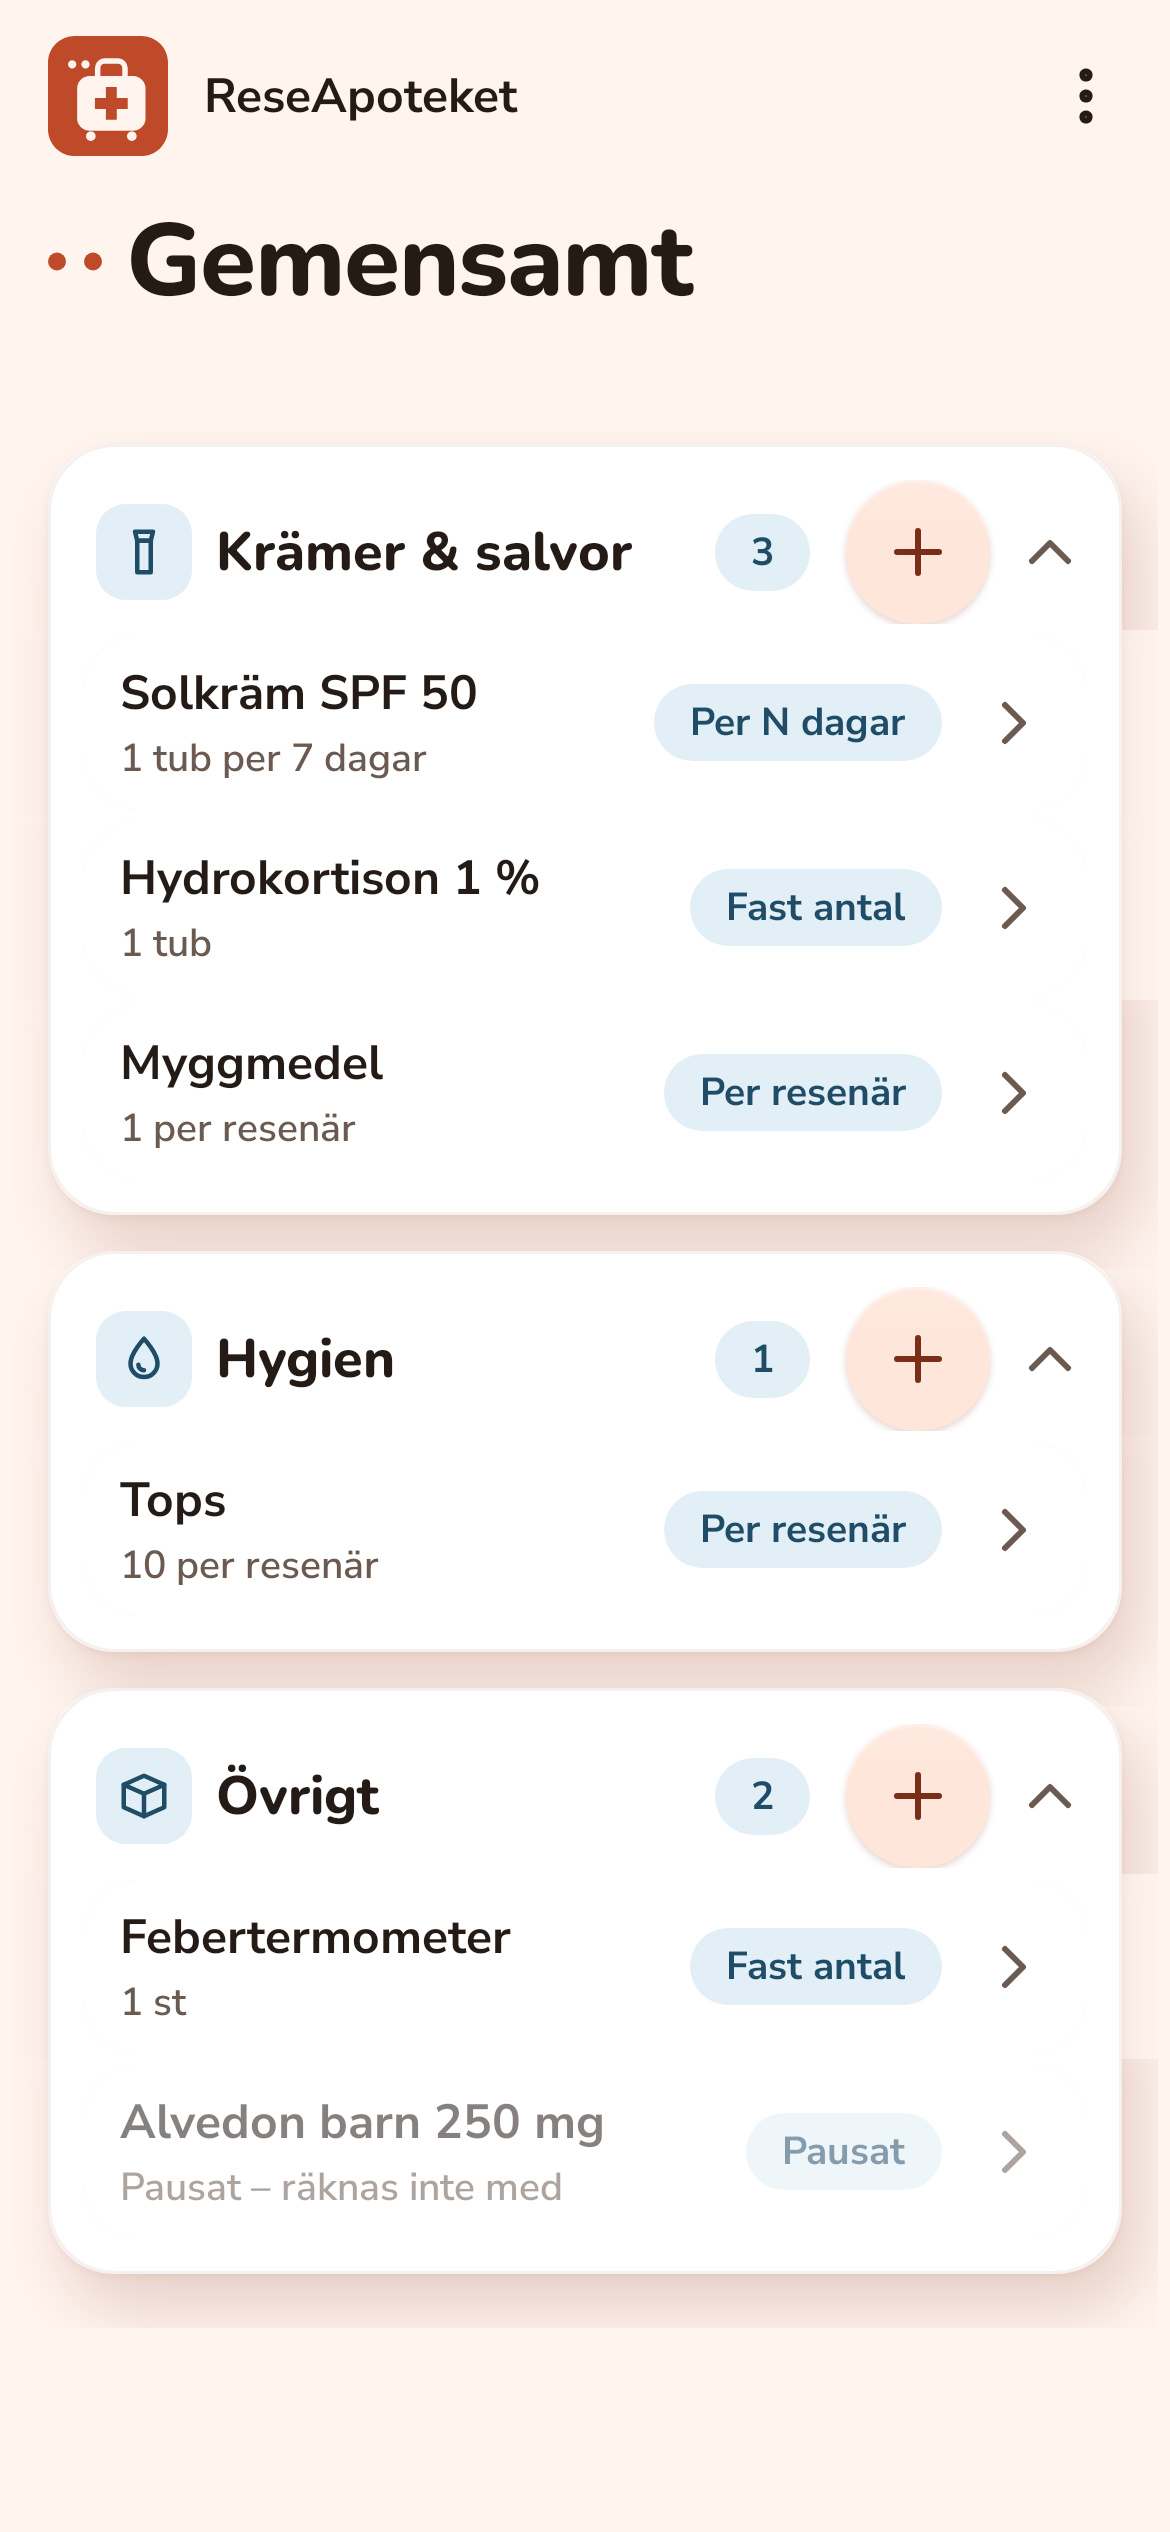 ReseApoteket
Gemensamt
Krämer & salvor 3
Solkräm SPF 50
1 tub per 7 dagar
Per N dagar
Hydrokortison 1 %
1 tub
Fast antal
Myggmedel
1 per resenär
Per resenär
Hygien 1
Tops
10 per resenär
Per resenär
Övrigt 2
Febertermometer
1 st
Fast antal
Alvedon barn 250 mg
Pausat – räknas inte med
Pausat